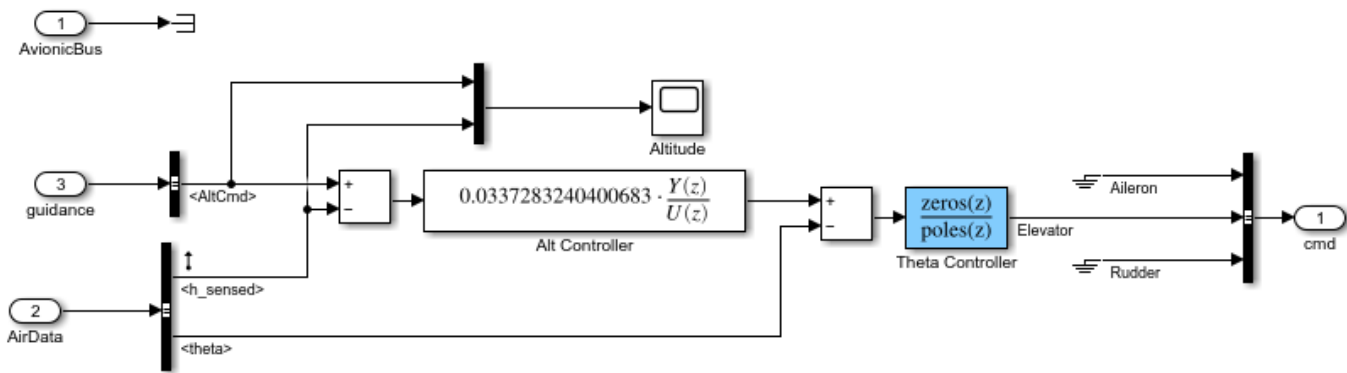 1
AvionicBus
Altitude
3
guidance
<AltCmd>
+
−
0.0337283240400683 · Y(z)
U(z)
Alt Controller
+
−
zeros(z)
poles(z)
Theta Controller
Aileron
Elevator
Rudder
1
cmd
<h_sensed>
2
AirData
<theta>